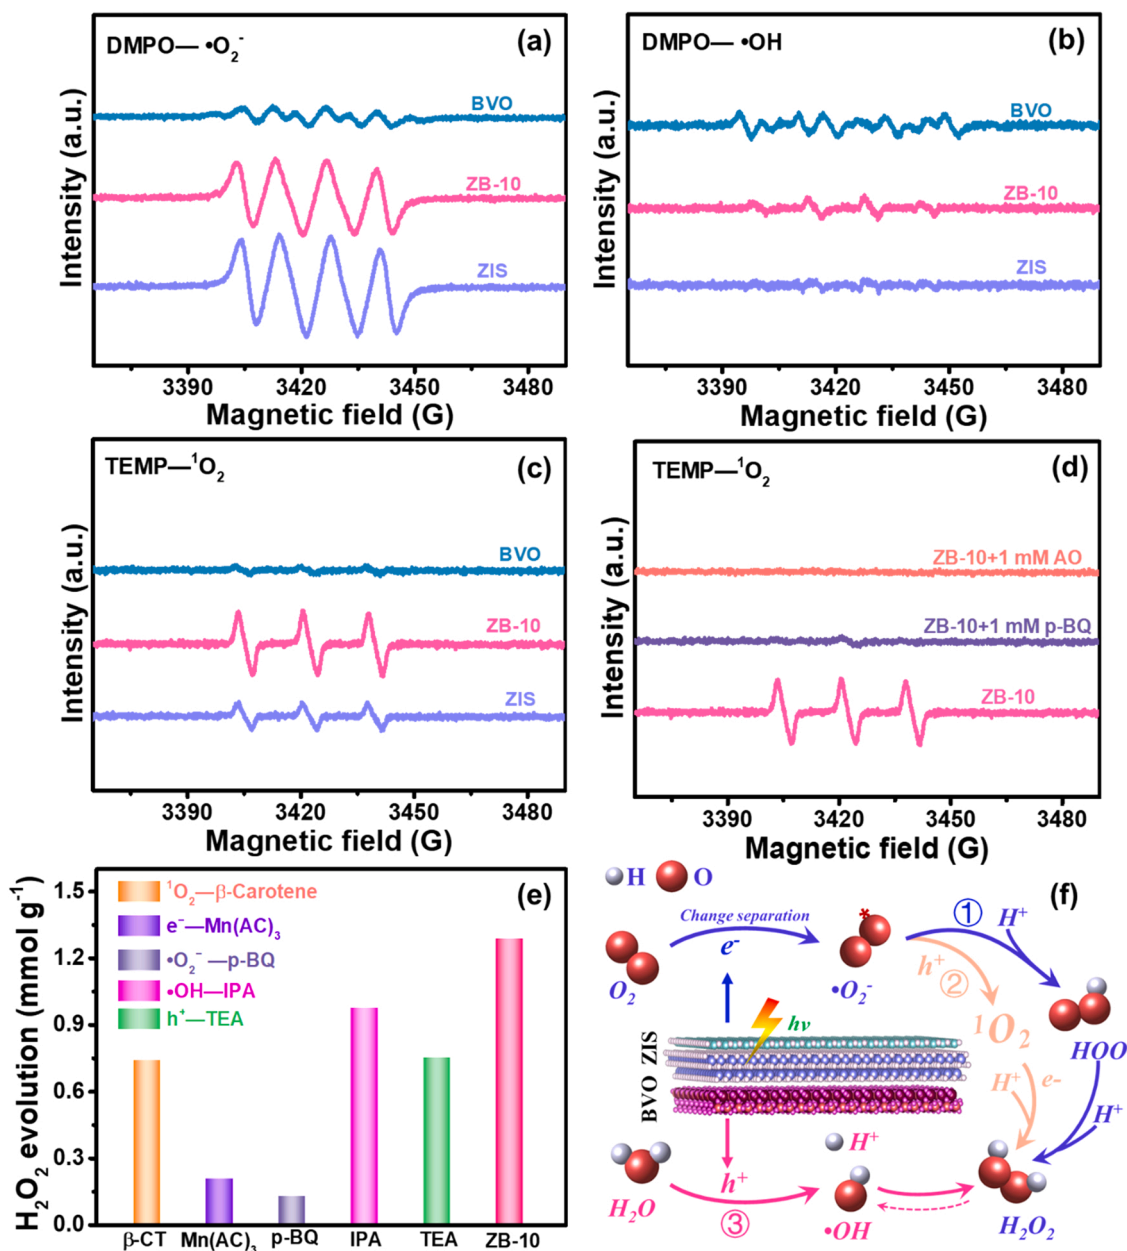 DMPO— •O₂⁻
(a)
BVO
ZB-10
ZIS
Intensity (a.u.)
3390 3420 3450 3480
Magnetic field (G)
DMPO— •OH
(b)
BVO
ZB-10
ZIS
Intensity (a.u.)
3390 3420 3450 3480
Magnetic field (G)
TEMP—¹O₂
(c)
BVO
ZB-10
ZIS
Intensity (a.u.)
3390 3420 3450 3480
Magnetic field (G)
TEMP—¹O₂
(d)
ZB-10+1 mM AO
ZB-10+1 mM p-BQ
ZB-10
Intensity (a.u.)
3390 3420 3450 3480
Magnetic field (G)
(e)
¹O₂—β-Carotene
e⁻—Mn(AC)₃
•O₂⁻ —p-BQ
•OH—IPA
h⁺—TEA
H₂O₂ evolution (mmol g⁻¹)
1.5
1.2
0.9
0.6
0.3
0.0
β-CT Mn(AC)₃ p-BQ IPA TEA ZB-10
H O
(f)
Change separation
e⁻
O₂
*
•O₂⁻
①
H⁺
h⁺
②
¹O₂
HOO
hν
BVO ZIS
H⁺
e-
H⁺
H⁺
h⁺
H₂O
③
•OH
H₂O₂